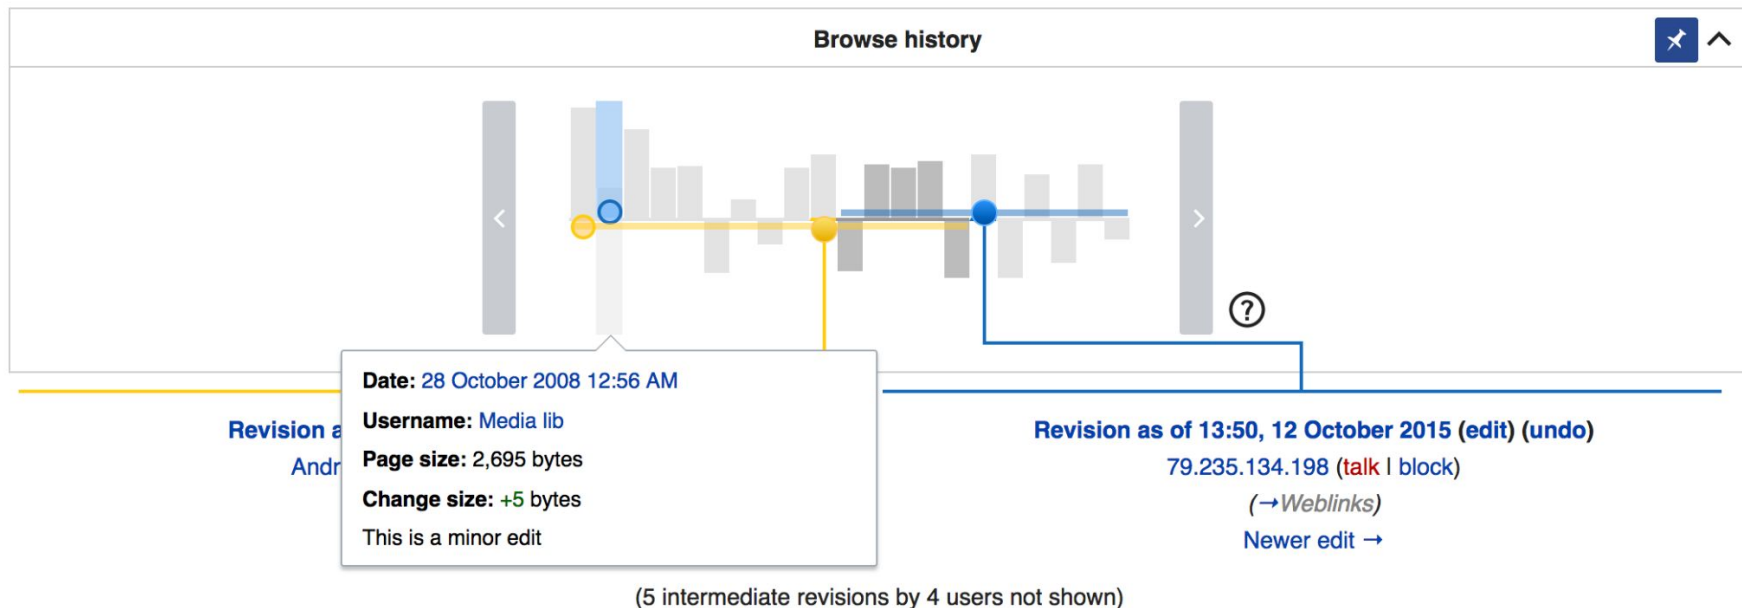 Browse history
?
Date: 28 October 2008 12:56 AM
Username: Media lib
Page size: 2,695 bytes
Change size: +5 bytes
This is a minor edit
Revision a
Andr
Revision as of 13:50, 12 October 2015 (edit) (undo)
79.235.134.198 (talk | block)
(→Weblinks)
Newer edit →
(5 intermediate revisions by 4 users not shown)